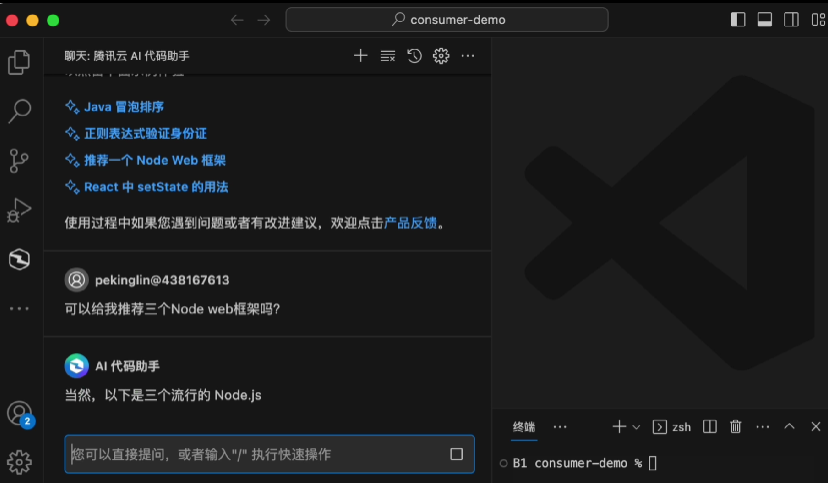 consumer-demo
聊天: 腾讯云 AI 代码助手
Java 冒泡排序
正则表达式验证身份证
推荐一个 Node Web 框架
React 中 setState 的用法
使用过程中如果您遇到问题或者有改进建议，欢迎点击产品反馈。
pekinglin@438167613
可以给我推荐三个Node web框架吗?
AI 代码助手
当然，以下是三个流行的 Node.js
您可以直接提问，或者输入"/" 执行快速操作
2
终端
zsh
B1 consumer-demo %